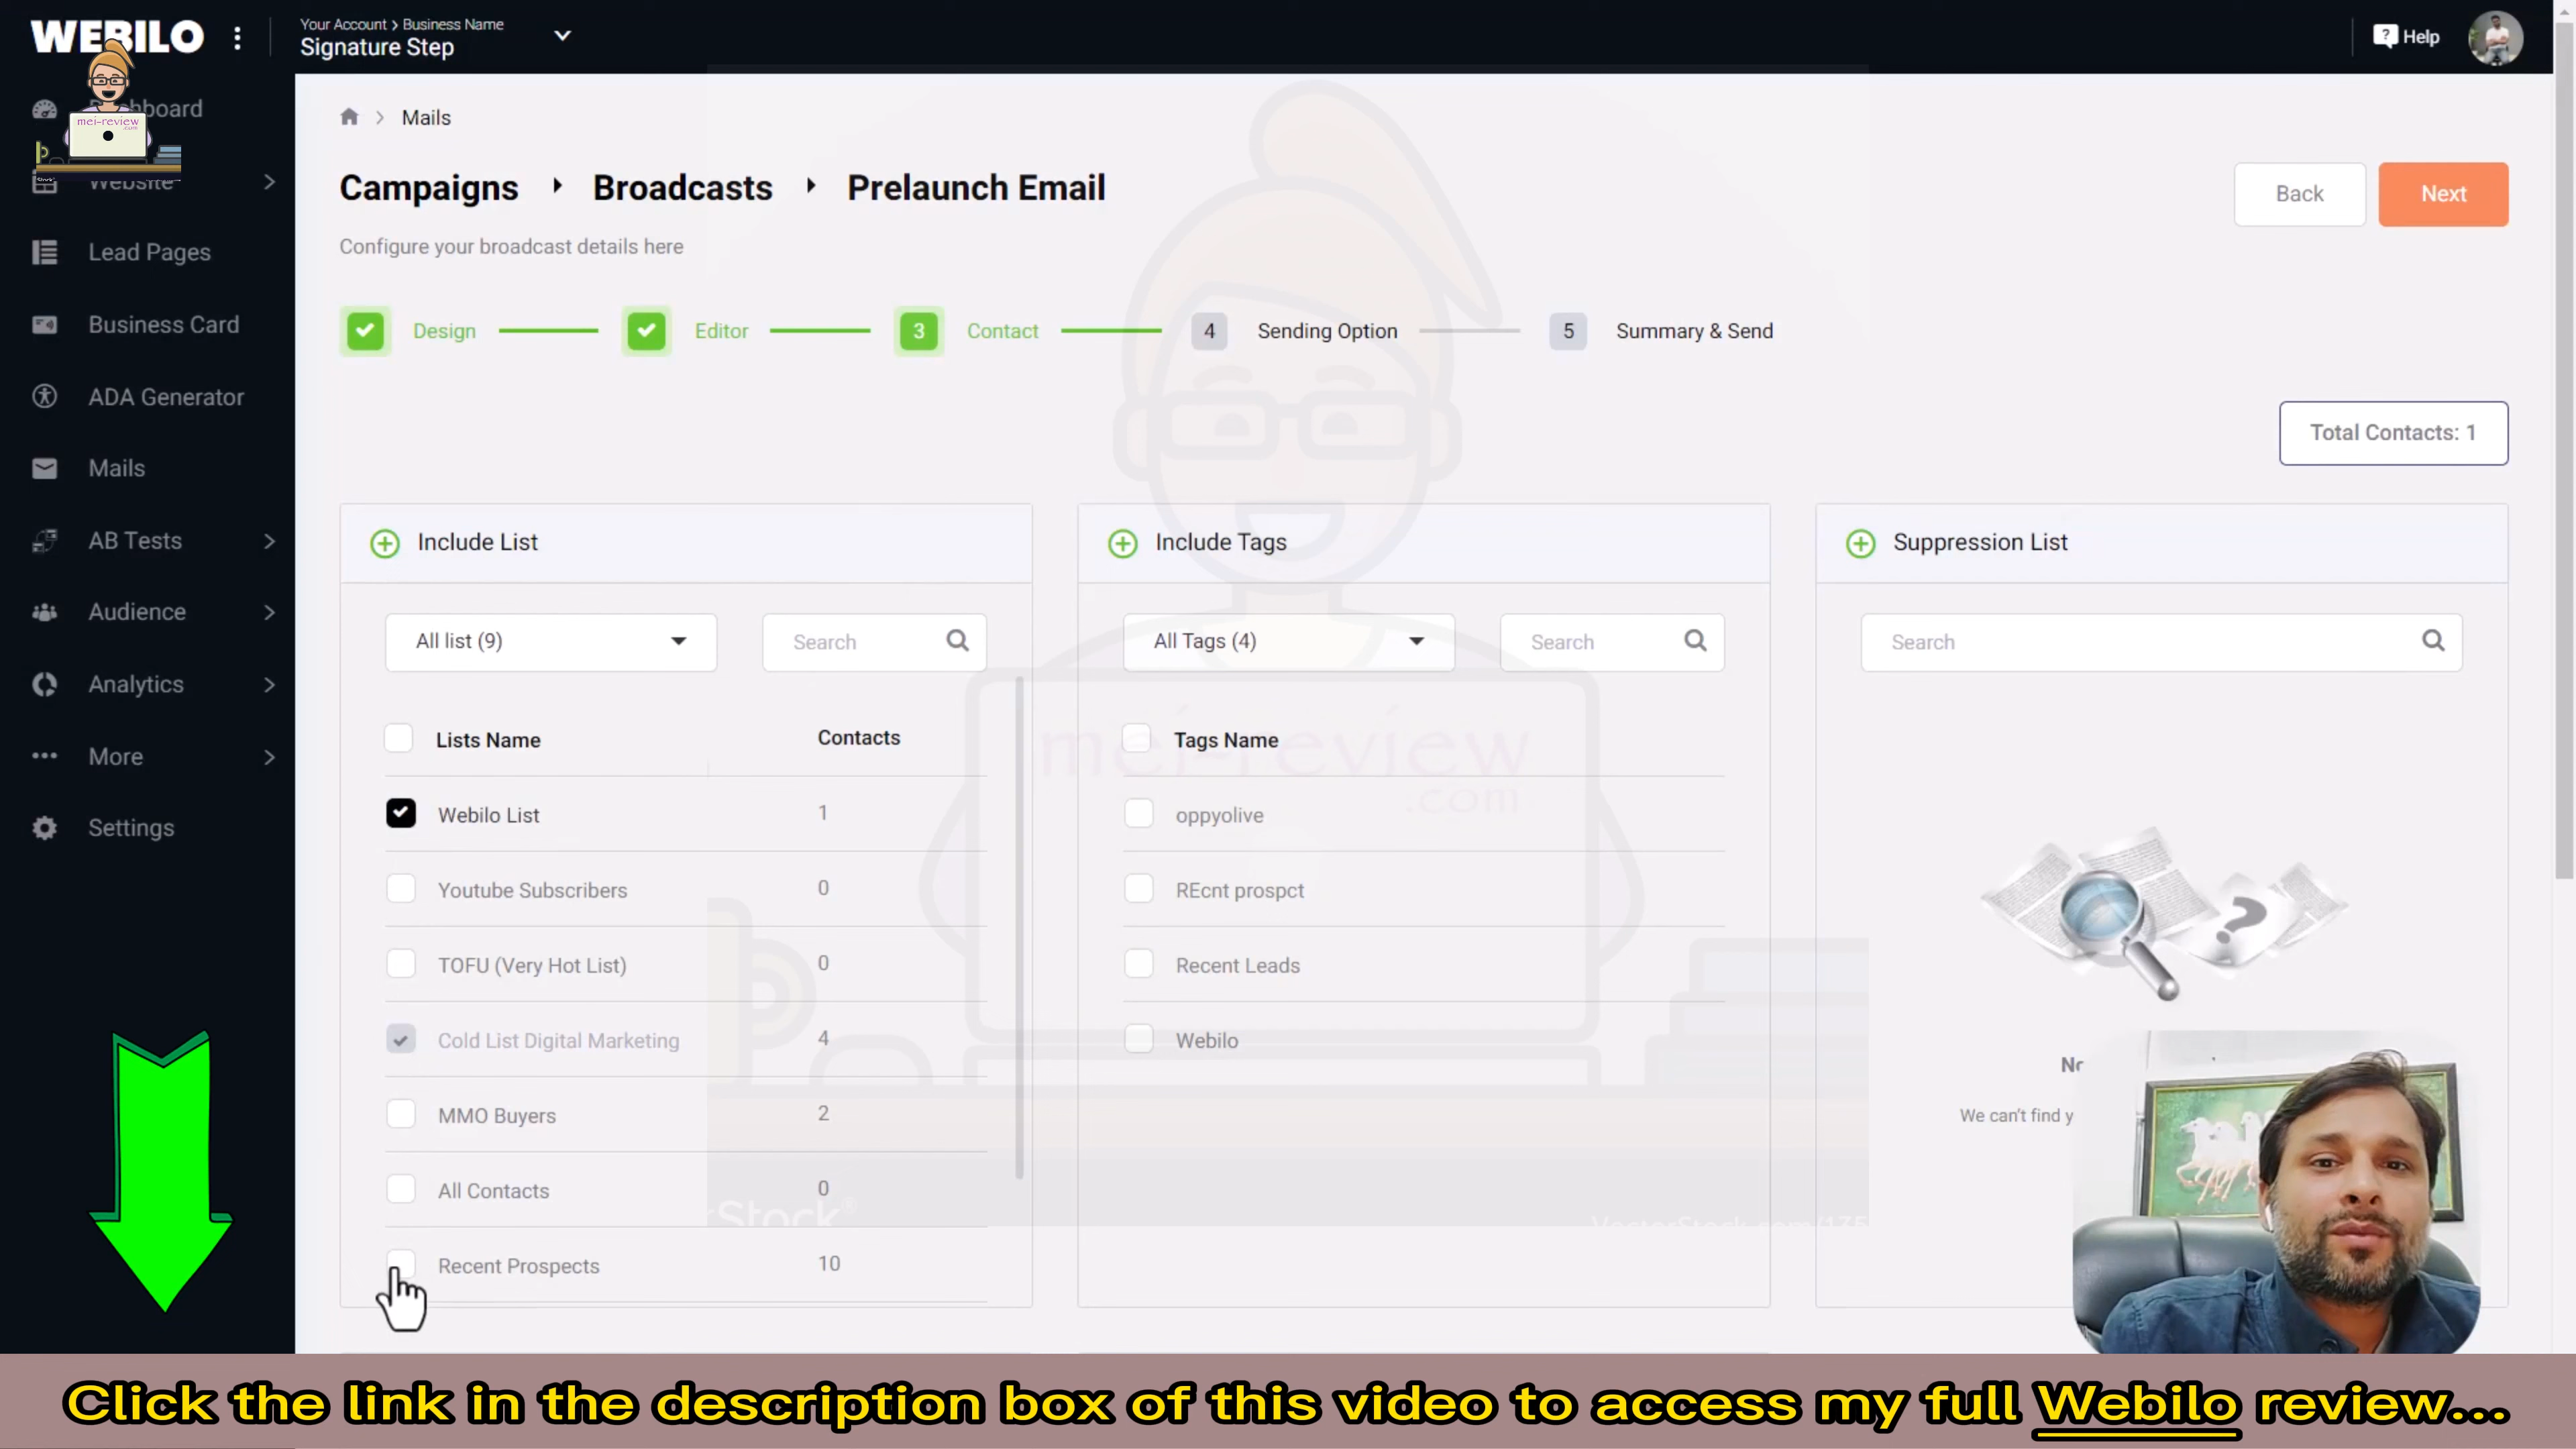 WEBILO
Your Account > Business Name
Signature Step
Help
mei-review
.com
Website
Lead Pages
Business Card
ADA Generator
Mails
AB Tests
Audience
Analytics
More
Settings
Mails
Campaigns
Broadcasts
Prelaunch Email
Back
Next
Configure your broadcast details here
Design
Editor
3 Contact
4 Sending Option
5 Summary & Send
Total Contacts: 1
Include List
All list (9)
Search
Lists Name Contacts
Webilo List 1
Youtube Subscribers 0
TOFU (Very Hot List) 0
Cold List Digital Marketing 4
MMO Buyers 2
All Contacts 0
Recent Prospects 10
Include Tags
All Tags (4)
Search
Tags Name
oppyolive
REcnt prospct
Recent Leads
Webilo
Suppression List
Search
We can't find y
mei-review
.com
Click the link in the description box of this video to access my full Webilo review...